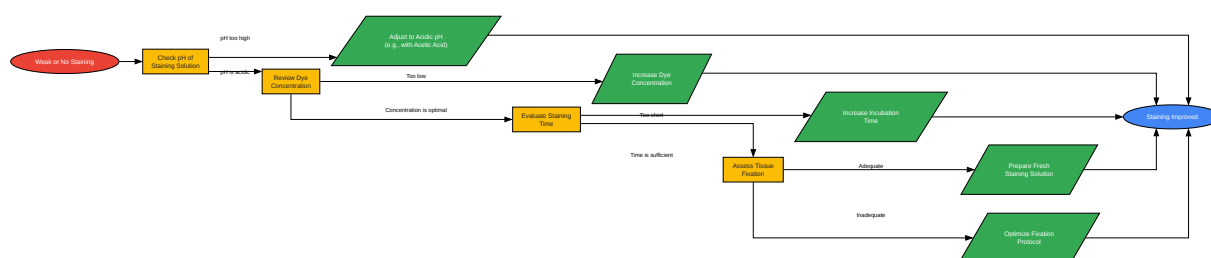 pH too high
Adjust to Acidic pH
(e.g., with Acetic Acid)
Weak or No Staining
Check pH of
Staining Solution
pH is acidic
Review Dye
Concentration
Too low
Increase Dye
Concentration
Concentration is optimal
Evaluate Staining
Time
Too short
Increase Incubation
Time
Staining Improved
Time is sufficient
Assess Tissue
Fixation
Adequate
Prepare Fresh
Staining Solution
Inadequate
Optimize Fixation
Protocol